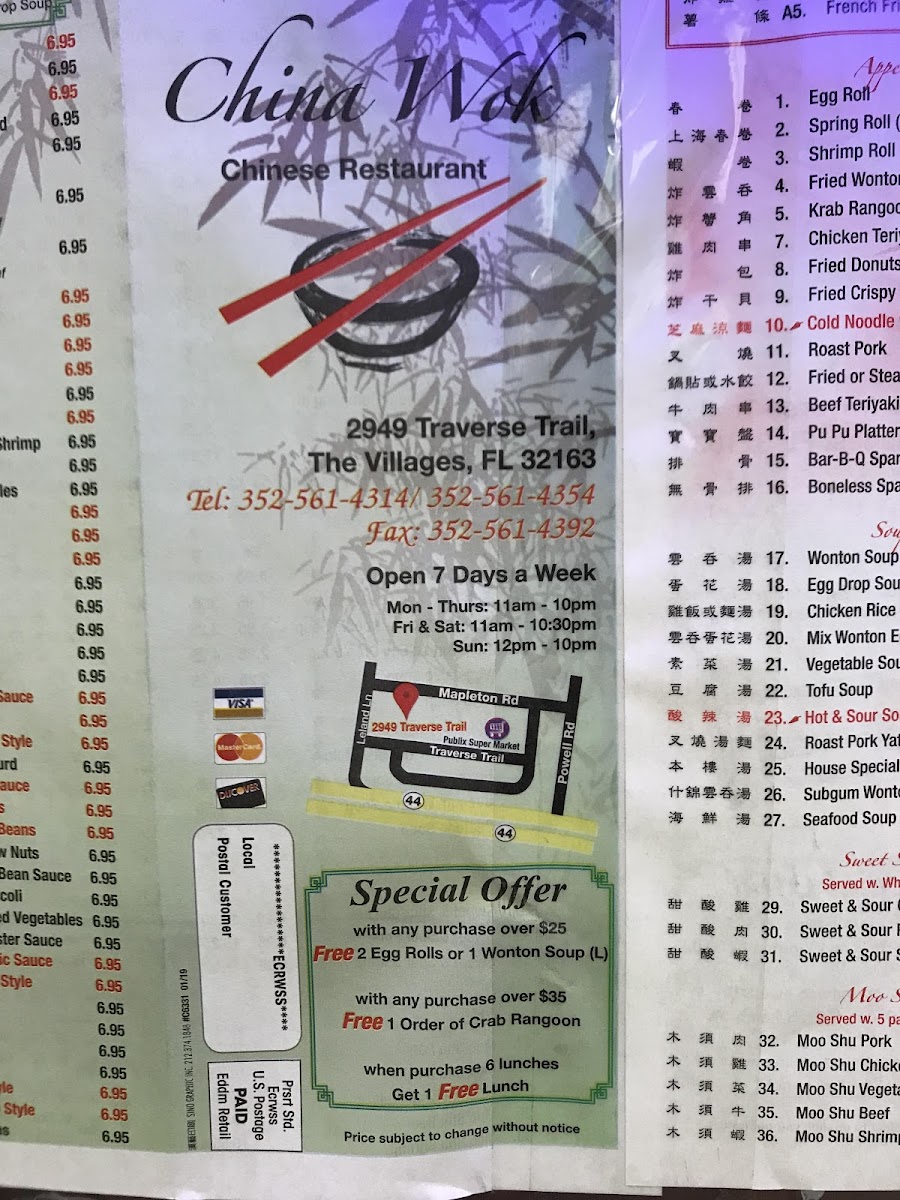 rop Soup
6.95
6.95
6.95
6.95
6.95
6.95
6.95
6.95
6.95
6.95
6.95
6.95
6.95
Shrimp 6.95
6.95
les 6.95
6.95
6.95
6.95
6.95
6.95
6.95
6.95
6.95
Sauce 6.95
6.95
Style 6.95
urd 6.95
auce 6.95
s 6.95
Beans 6.95
w Nuts 6.95
Bean Sauce 6.95
coli 6.95
ed Vegetables 6.95
ster Sauce 6.95
ic Sauce 6.95
Style 6.95
6.95
6.95
6.95
6.95
yle 6.95
Style 6.95
ns 6.95
China Wok
Chinese Restaurant
2949 Traverse Trail,
The Villages, FL 32163
Tel: 352-561-4314/ 352-561-4354
Fax: 352-561-4392
Open 7 Days a Week
Mon - Thurs: 11am - 10pm
Fri & Sat: 11am - 10:30pm
Sun: 12pm - 10pm
VISA
MasterCard
DISCOVER
Leland Ln
Mapleton Rd
2949 Traverse Trail
Publix Super Market
Traverse Trail
Powell Rd
44
44
****************ECRWSS****
Local
Postal Customer
Prsrt Std.
Ecrwss
U.S. Postage
PAID
Eddm Retail
SINO GRAPHIC INC. 212.374.1846 #C6331 01/19
Special Offer
with any purchase over $25
Free 2 Egg Rolls or 1 Wonton Soup (L)
with any purchase over $35
Free 1 Order of Crab Rangoon
when purchase 6 lunches
Get 1 Free Lunch
Price subject to change without notice
薯 條 A5. French Fri
Appe
春 卷 1. Egg Roll
上海春卷 2. Spring Roll (
蝦 卷 3. Shrimp Roll
炸雲吞 4. Fried Wonton
炸蟹角 5. Krab Rangoo
雞肉串 7. Chicken Teriy
炸 包 8. Fried Donuts
炸干貝 9. Fried Crispy
芝麻涼麵 10. Cold Noodle
叉 燒 11. Roast Pork
鍋貼或水餃 12. Fried or Stea
牛肉串 13. Beef Teriyaki
寶寶盤 14. Pu Pu Platter
排 骨 15. Bar-B-Q Spar
無骨排 16. Boneless Spa
Sou
雲吞湯 17. Wonton Soup
蛋花湯 18. Egg Drop Sou
雞飯或麵湯 19. Chicken Rice
雲吞蛋花湯 20. Mix Wonton E
素菜湯 21. Vegetable Sou
豆腐湯 22. Tofu Soup
酸辣湯 23. Hot & Sour So
叉燒湯麵 24. Roast Pork Yat
本樓湯 25. House Special
什錦雲吞湯 26. Subgum Wonto
海鮮湯 27. Seafood Soup
Sweet S
Served w. Wh
甜酸雞 29. Sweet & Sour C
甜酸肉 30. Sweet & Sour P
甜酸蝦 31. Sweet & Sour S
Moo S
Served w. 5 pa
木須肉 32. Moo Shu Pork
木須雞 33. Moo Shu Chicke
木須菜 34. Moo Shu Vegeta
木須牛 35. Moo Shu Beef
木須蝦 36. Moo Shu Shrimp